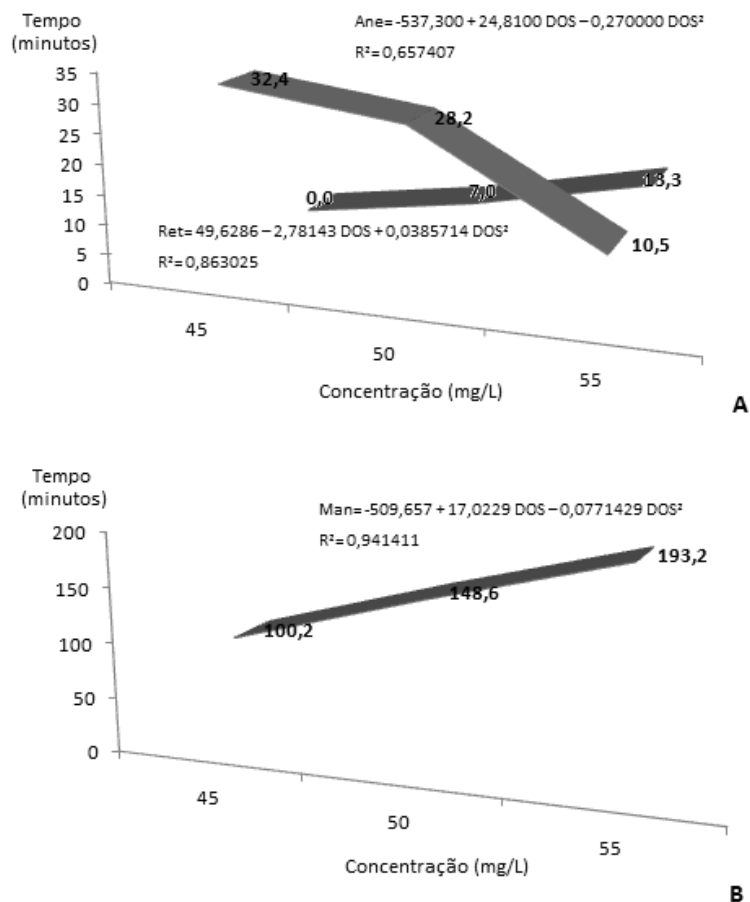 Tempo
(minutos)
Ane=-537,300 + 24,8100 DOS – 0,270000 DOS²
R²=0,657407
35
30
25
20
15
10
5
0
32,4
28,2
0,0
7,0
13,3
10,5
Ret=49,6286 – 2,78143 DOS + 0,0385714 DOS²
R²=0,863025
45
50
55
Concentração (mg/L)
A
Tempo
(minutos)
Man=-509,657 + 17,0229 DOS – 0,0771429 DOS²
R²=0,941411
200
150
100
50
0
100,2
148,6
193,2
45
50
55
Concentração (mg/L)
B